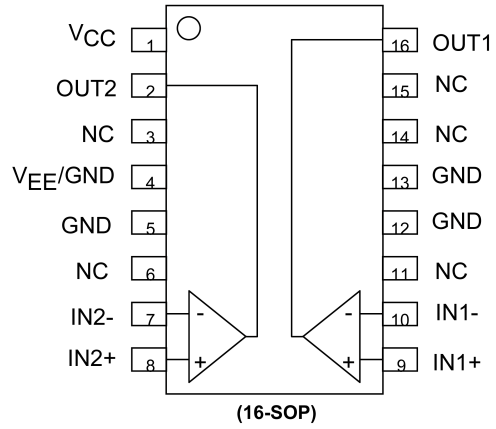 VCC 1
OUT2 2
NC 3
VEE/GND 4
GND 5
NC 6
IN2- 7
IN2+ 8
-
+
16 OUT1
15 NC
14 NC
13 GND
12 GND
11 NC
10 IN1-
9 IN1+
-
+
(16-SOP)